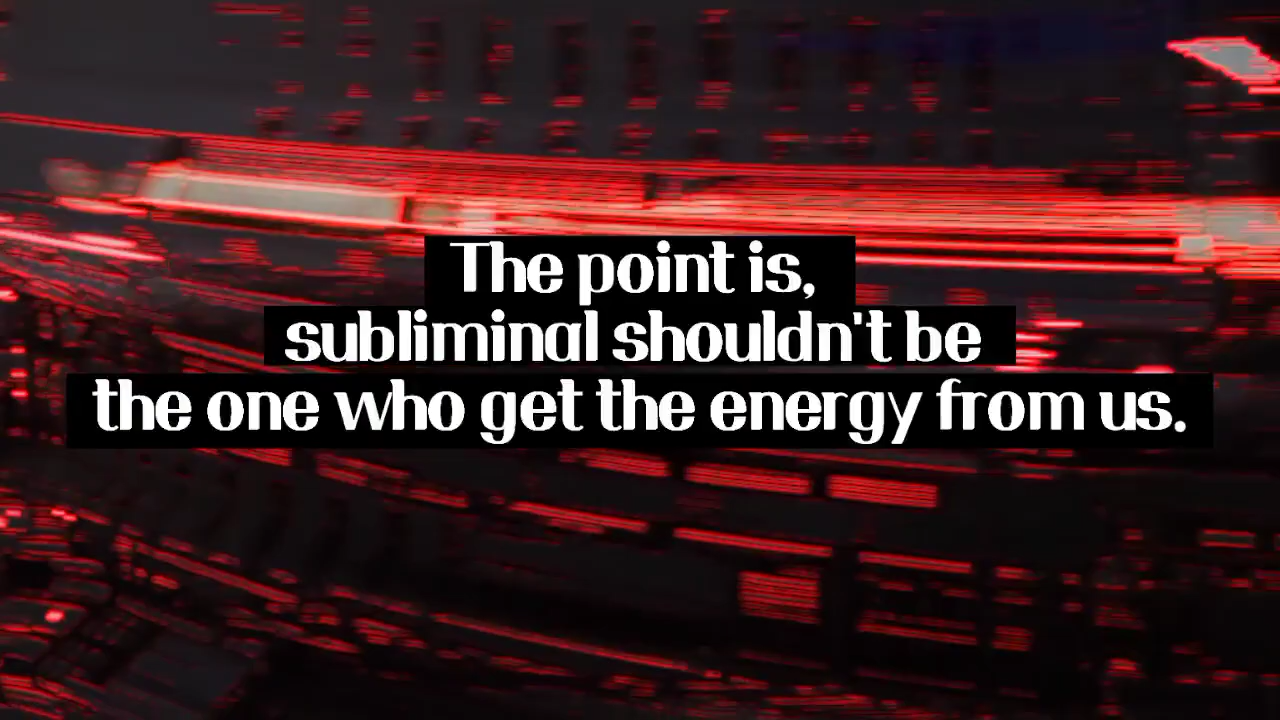 The point is,
subliminal shouldn't be
the one who get the energy from us.